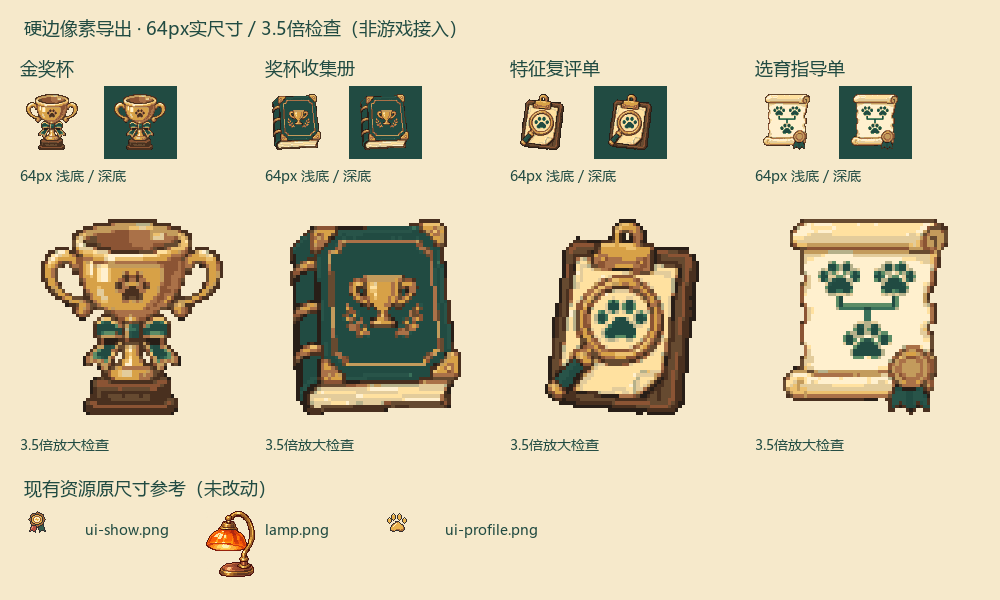 硬边像素导出 · 64px实尺寸 / 3.5倍检查（非游戏接入）
金奖杯
奖杯收集册
特征复评单
选育指导单
64px 浅底 / 深底
64px 浅底 / 深底
64px 浅底 / 深底
64px 浅底 / 深底
3.5倍放大检查
3.5倍放大检查
3.5倍放大检查
3.5倍放大检查
现有资源原尺寸参考（未改动）
ui-show.png
lamp.png
ui-profile.png